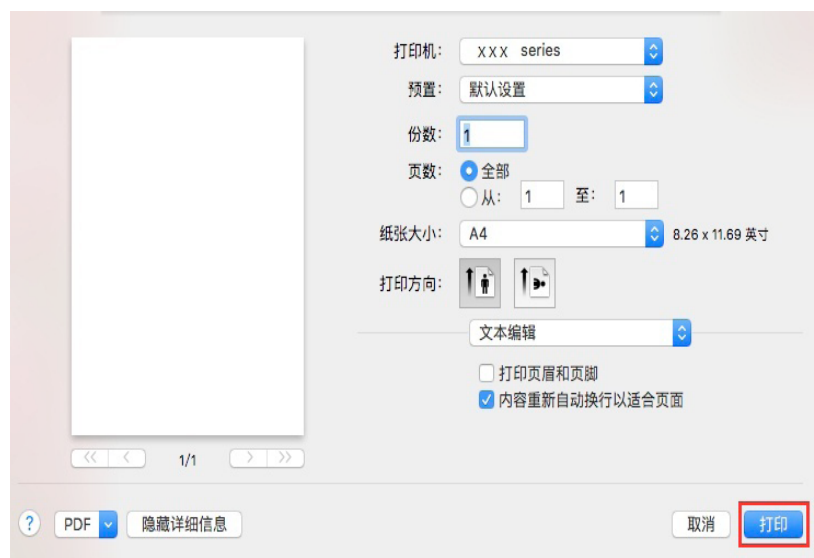 打印机: xxx series
预置: 默认设置
份数: 1
页数: 全部
从: 1 至: 1
纸张大小: A4 8.26 x 11.69 英寸
打印方向:
文本编辑
打印页眉和页脚
内容重新自动换行以适合页面
1/1
? PDF 隐藏详细信息 取消 打印